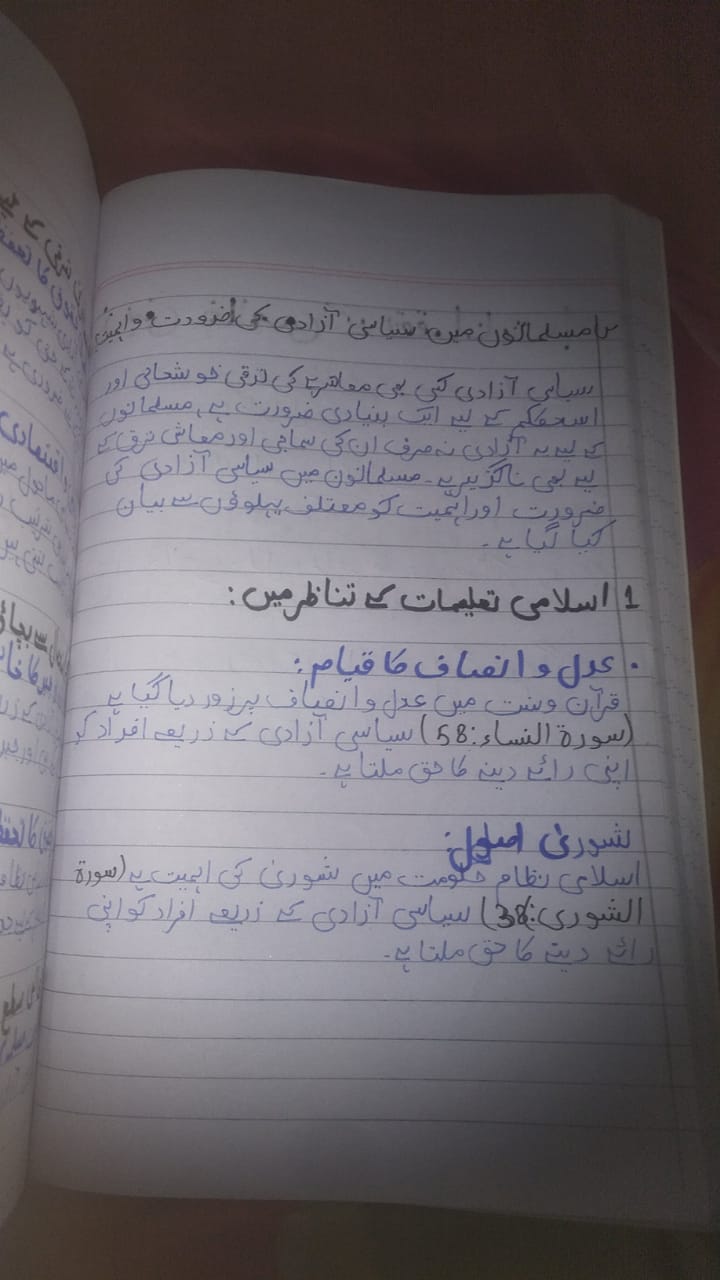 مسلمانون میں سیاسی آزادی کی ضرورت و اہمیت
سیاسی آزادی کسی بھی معاشرے کی ترقی خوشحالی اور
استحکام کے لیے ایک بنیادی ضرورت ہے، مسلمانون
کے لیے یہ آزادی نہ صرف ان کی سماجی اور معاش ترقی کے
لیے بھی ناگزیر ہے۔ مسلمانون میں سیاسی آزادی کی
ضرورت اور اہمیت کو مختلف پہلوؤں سے بیان
کیا گیا ہے۔
1 اسلامی تعلیمات کے تناظر میں:
• عدل و انصاف کا قیام:
قرآن و سنت میں عدل و انصاف پر زور دیا گیا ہے
(سورۃ النساء:58) سیاسی آزادی کے ذریعے افراد کو
اپنی رائے دینے کا حق ملتا ہے۔
شوریٰ اصول:
اسلامی نظام حکومت میں شوریٰ کی اہمیت ہے (سورۃ
الشوری:38) سیاسی آزادی کے ذریعے افراد کو اپنی
رائے دینے کا حق ملتا ہے۔